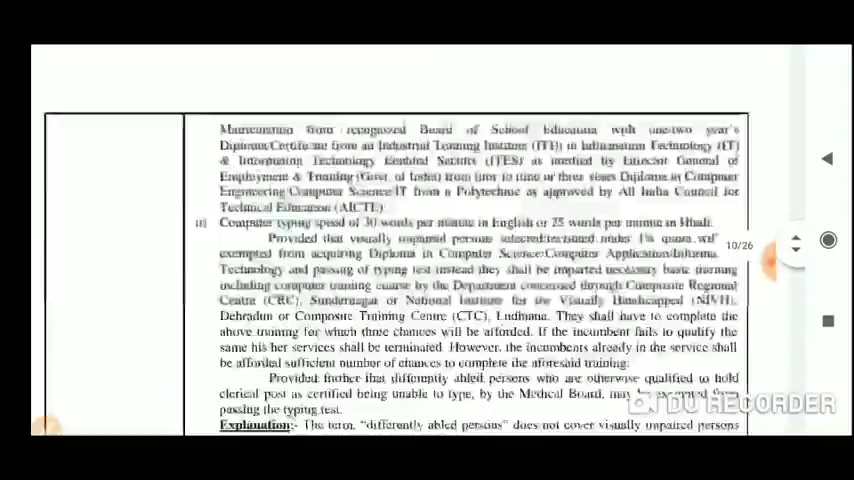 Matriculation from recognized Board of School Education with one/two year's
Diploma/Certificate from an Industrial Training Institute (ITI) in Information Technology (IT)
& Information Technology Enabled Sectors (ITES) as notified by Director General of
Employment & Training (Govt. of India) from time to time or three years Diploma in Computer
Engineering/Computer Science/IT from a Polytechnic as approved by All India Council for
Technical Education (AICTE)
Computer typing speed of 30 words per minute in English or 25 words per minute in Hindi.
Provided that visually impaired persons selected/recruited under 1% quota will
10/26
exempted from acquiring Diploma in Computer Science/Computer Application/Informa
Technology and passing of typing test instead they shall be imparted necessary basic training
including computer training course by the Department concerned through Composite Regional
Centre (CRC), Sundernagar or National Institute for the Visually Handicapped (NIVH),
Dehradun or Composite Training Centre (CTC), Ludhiana. They shall have to complete the
above training for which three chances will be afforded. If the incumbent fails to qualify the
same his/her services shall be terminated. However, the incumbents already in the service shall
be afforded sufficient number of chances to complete the aforesaid training:
Provided further that differently abled persons who are otherwise qualified to hold
clerical post as certified being unable to type, by the Medical Board, may be exempted from
passing the typing test.
DU RECORDER
Explanation:- The term "differently abled persons" does not cover visually impaired persons